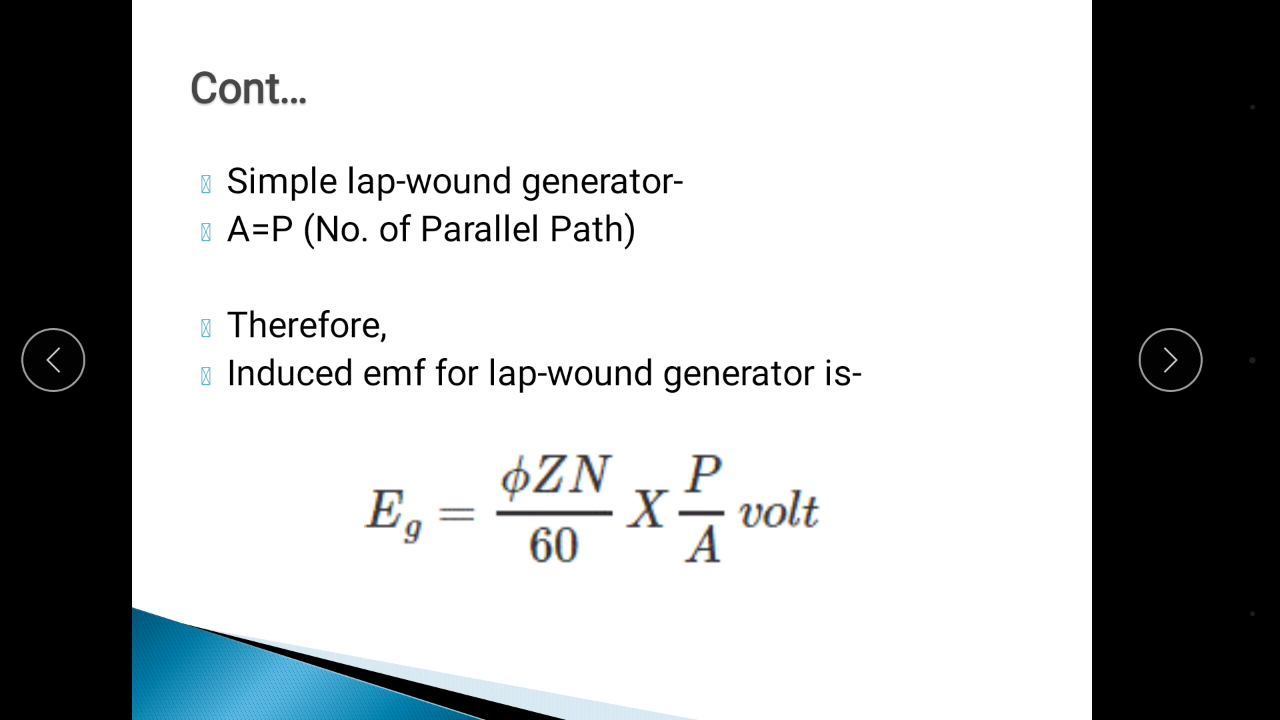 Cont...
Simple lap-wound generator-
A=P (No. of Parallel Path)
Therefore,
Induced emf for lap-wound generator is-
E_g = ϕZN/60 X P/A volt